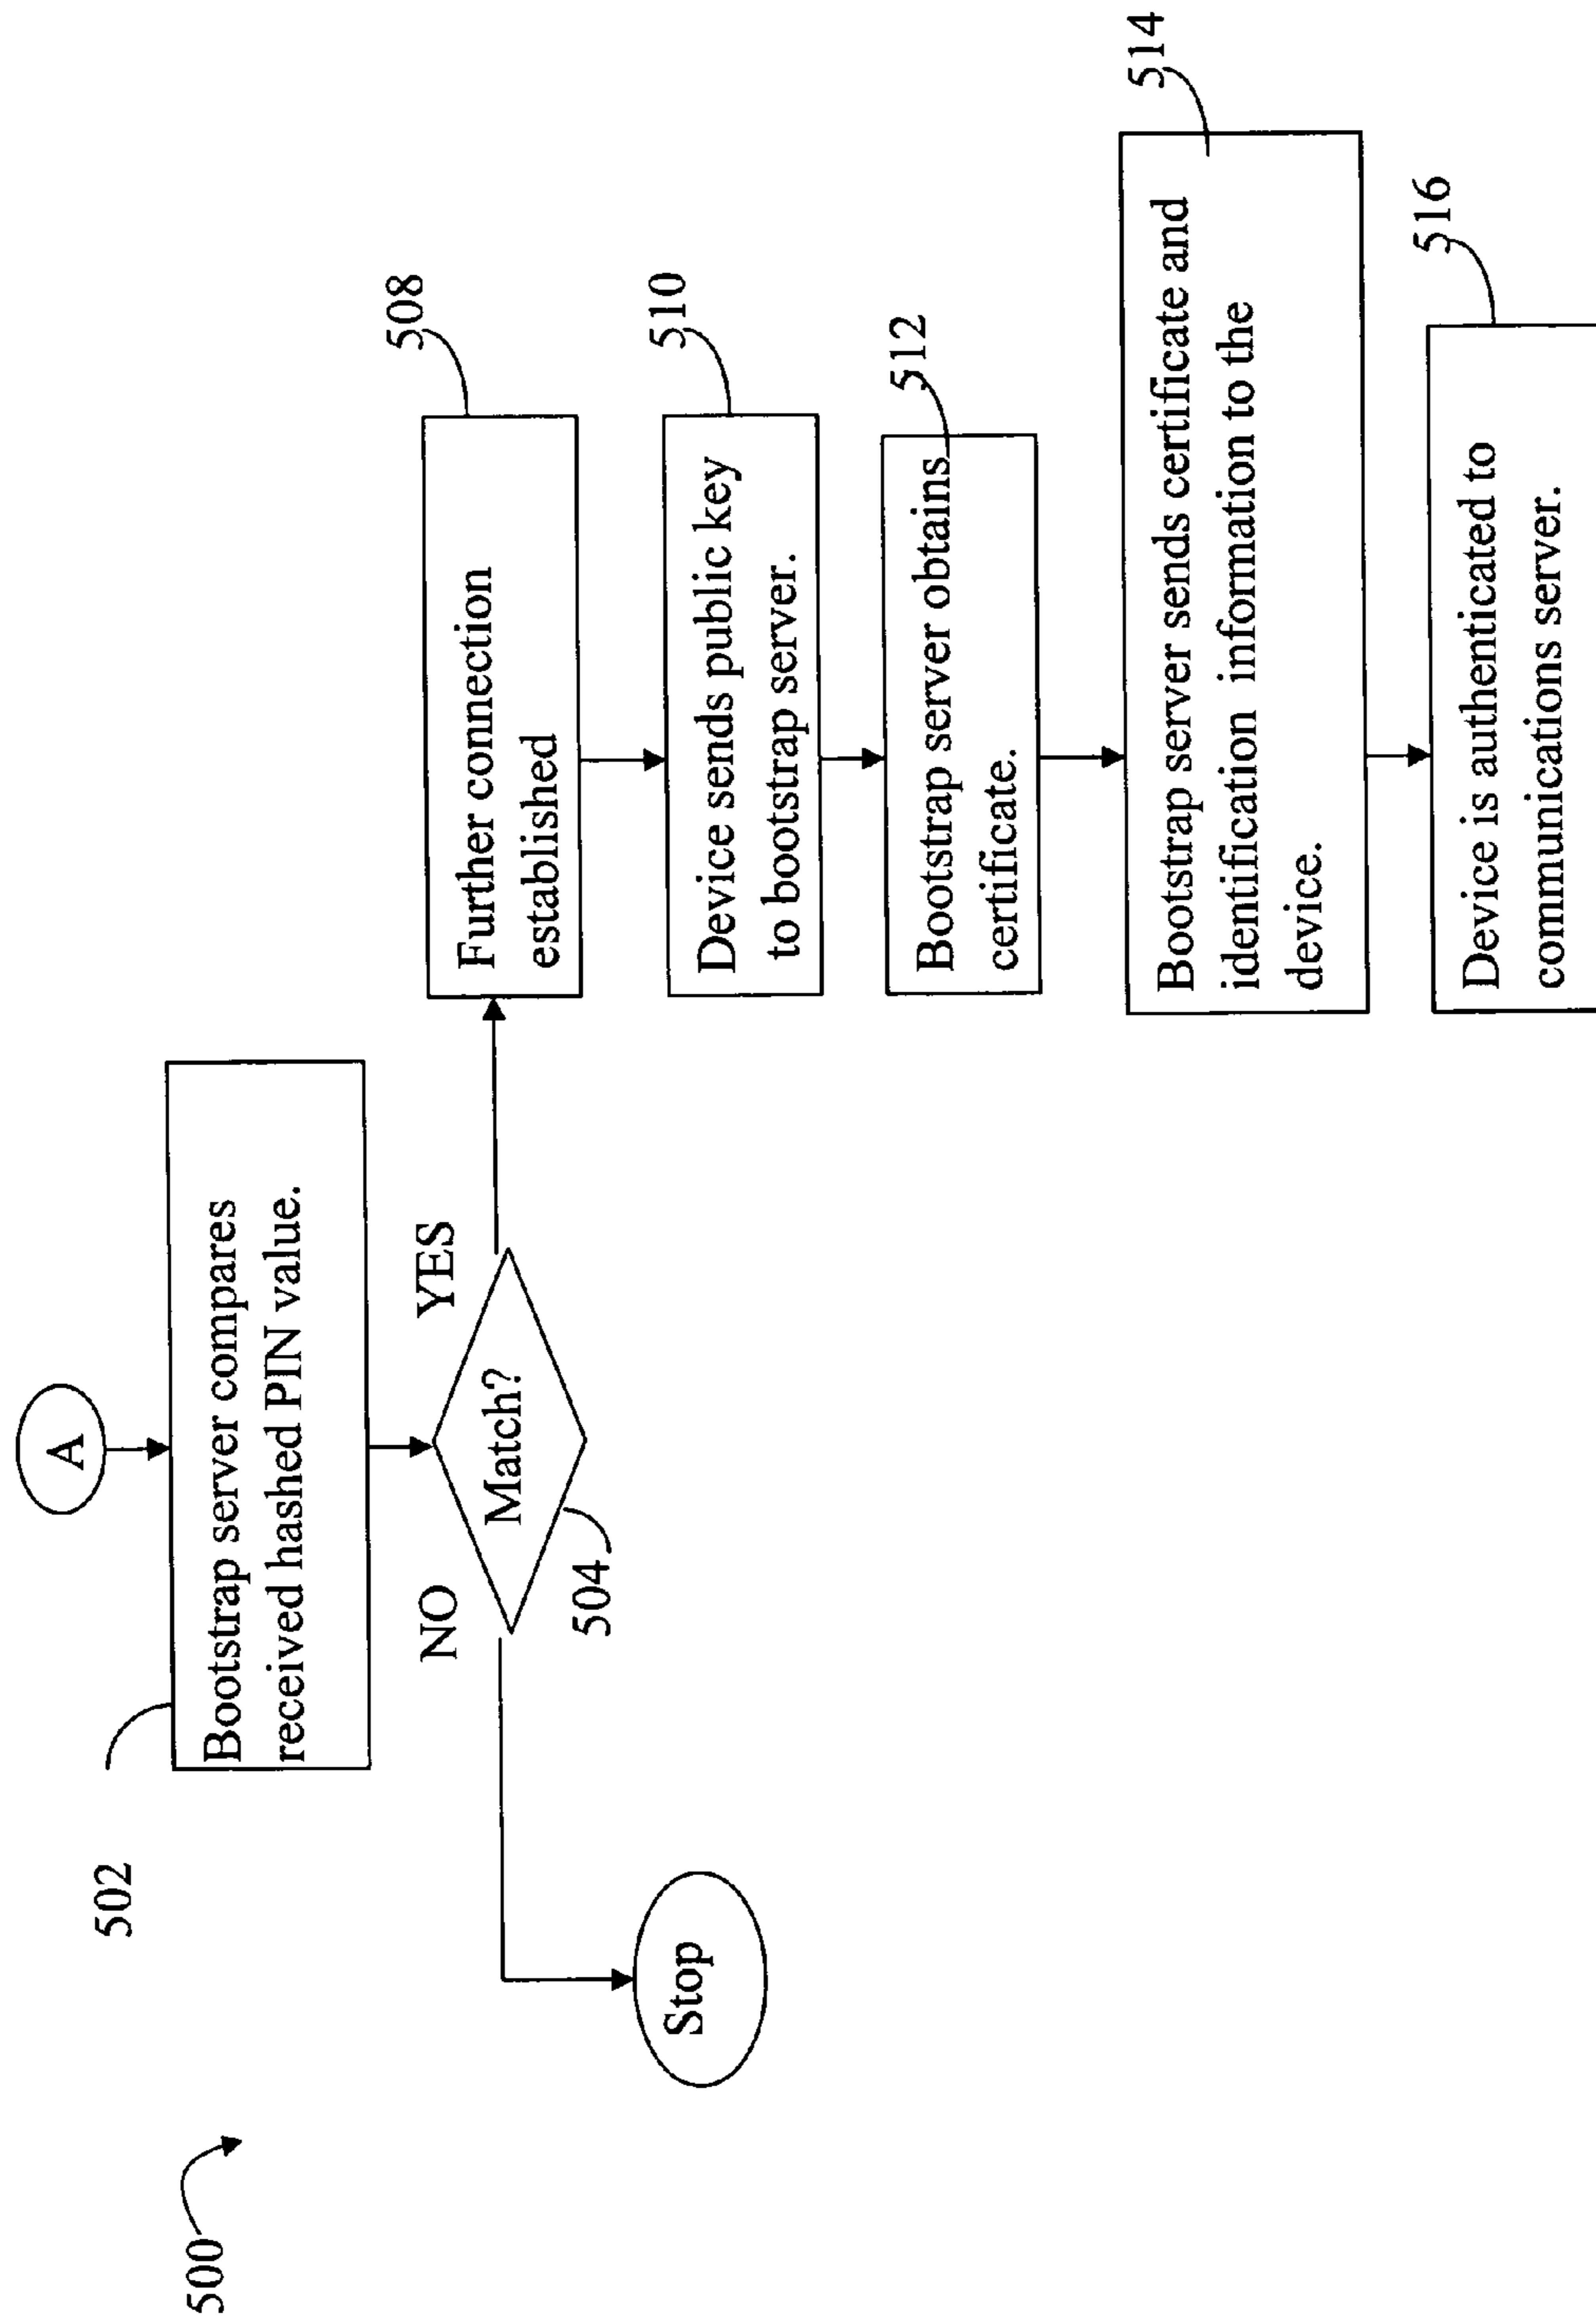 500
A
502
Bootstrap server compares
received hashed PIN value.
NO
YES
Match?
504
Stop
508
Further connection
established
510
Device sends public key
to bootstrap server.
512
Bootstrap server obtains
certificate.
514
Bootstrap server sends certificate and
identification information to the
device.
516
Device is authenticated to
communications server.